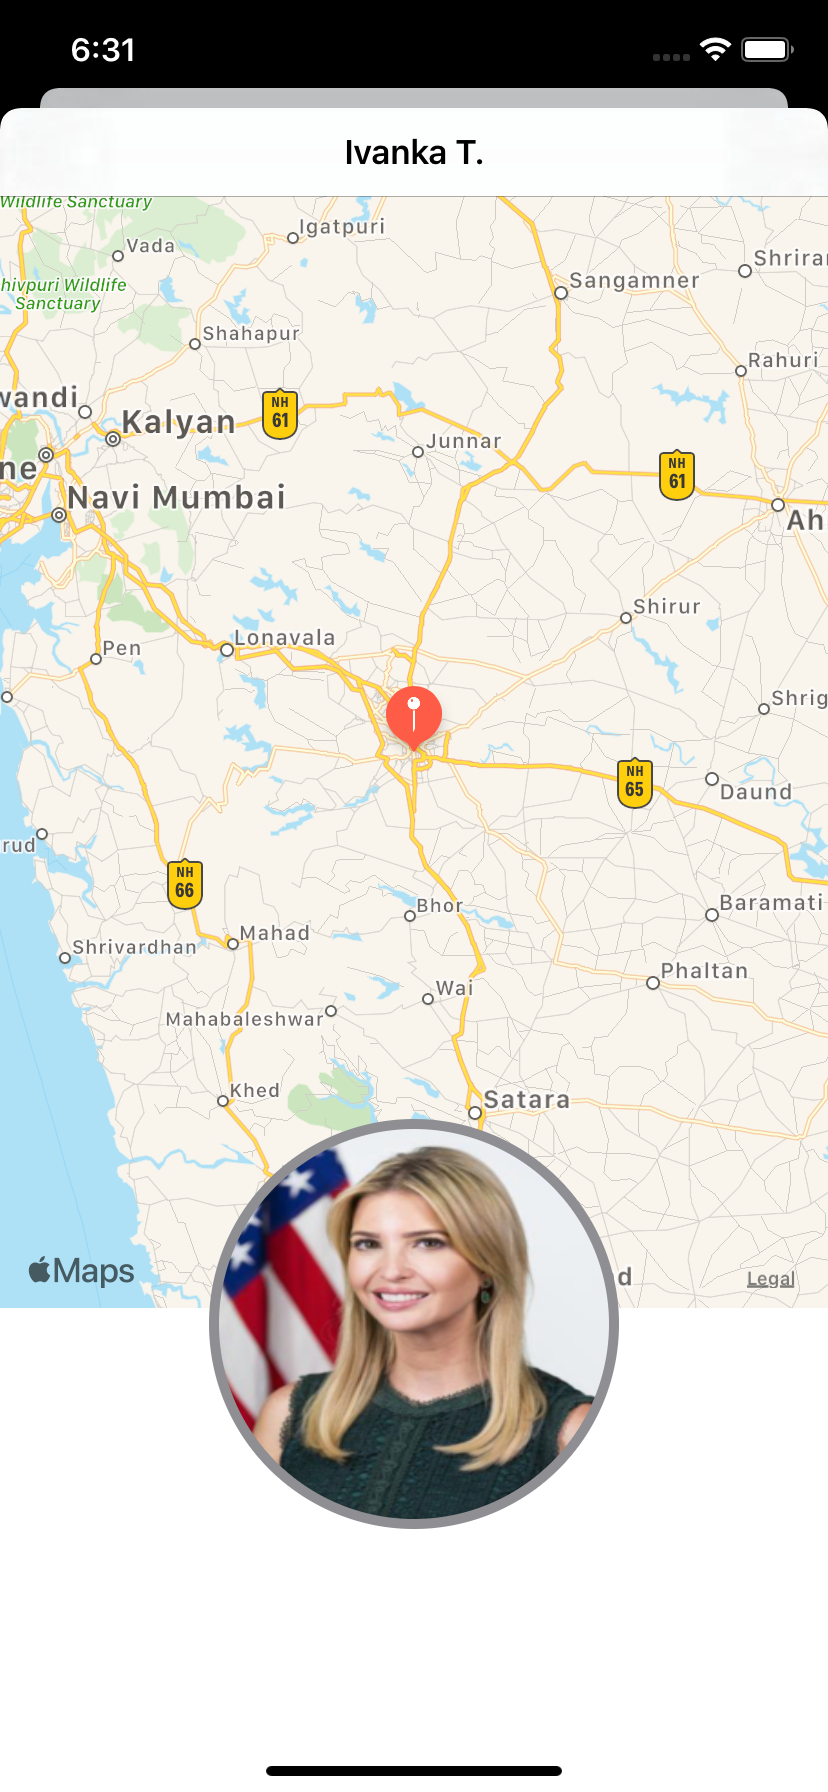 6:31
Ivanka T.
Wildlife Sanctuary
Igatpuri
Vada
Shrirar
Sangamner
hivpuri Wildlife
Sanctuary
Shahapur
Rahuri
wandi
NH
61
Kalyan
Junnar
NH
61
ne
Navi Mumbai
Ah
Shirur
Lonavala
Pen
Shrig
NH
65
Daund
rud
NH
66
Bhor
Baramati
Mahad
Shrivardhan
Phaltan
Wai
Mahabaleshwar
Khed
Satara
Maps
d
Legal